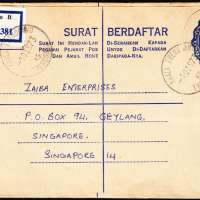 B
381
SURAT BERDAFTAR
SURAT INI HENDAK-LAH DI-SERAHKAN KAPADA
PEGAWAI PEJABAT POS UNTOK DI-DAFTARKAN
DAN AMBIL RESIT DARIPADA-NYA.
ZAIBA ENTERPRISES
P.O BOX 94, GEYLANG,
SINGAPORE.
SINGAPORE 14